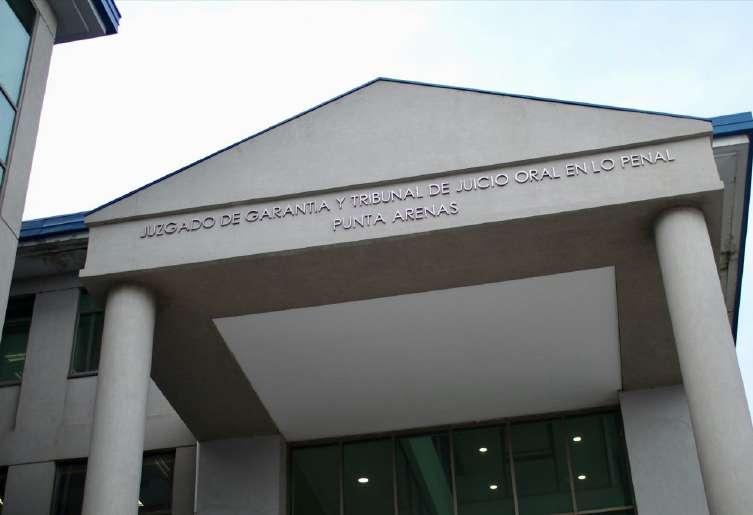 JUZGADO DE GARANTIA Y TRIBUNAL DE JUICIO ORAL EN LO PENAL
PUNTA ARENAS